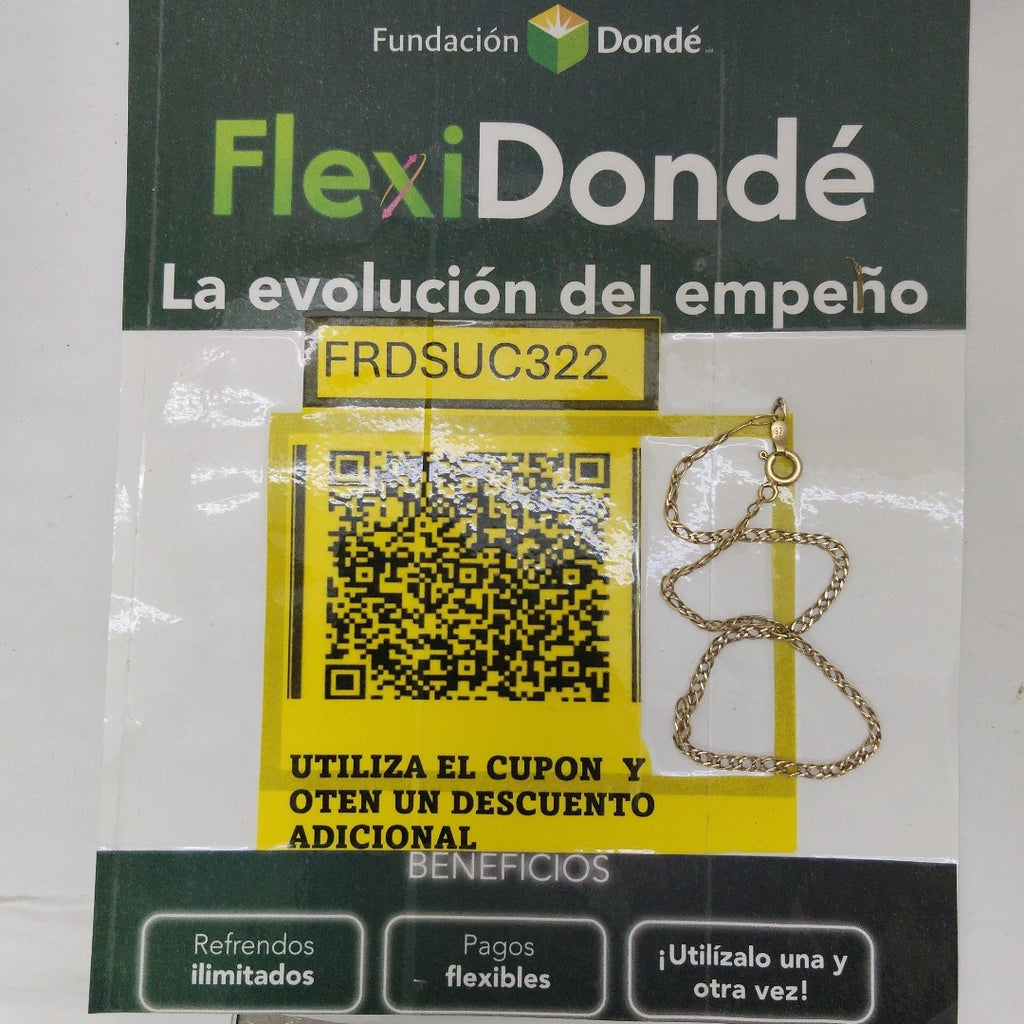 Fundación Dondé
FlexiDondé
La evolución del empeño
FRDSUC322
UTILIZA EL CUPON Y
OTEN UN DESCUENTO
ADICIONAL
BENEFICIOS
Refrendos
ilimitados
Pagos
flexibles
¡Utilízalo una y
otra vez!